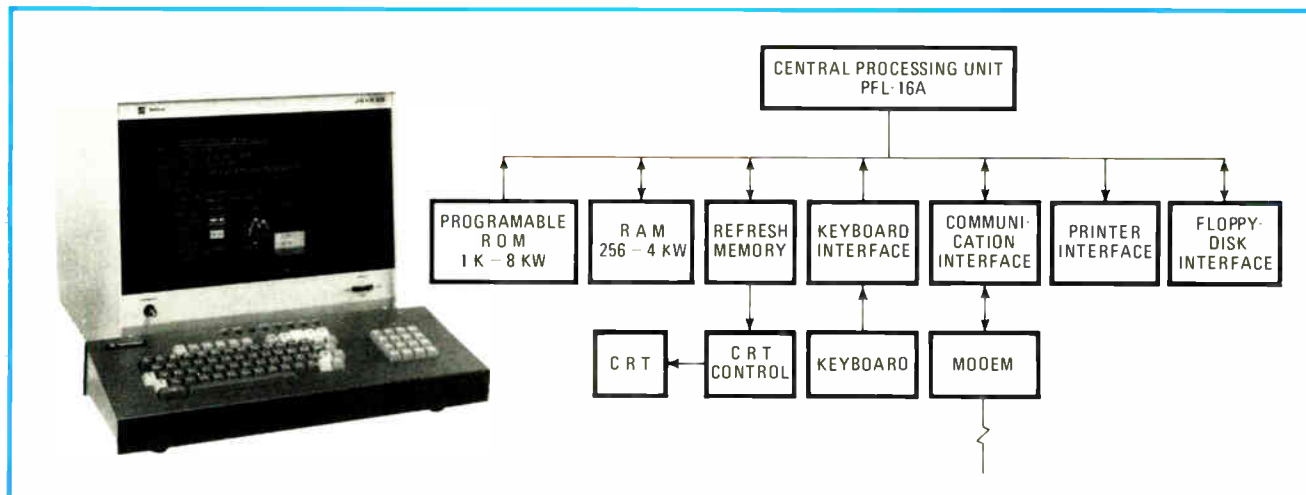 CENTRAL PROCESSING UNIT
PFL-16A
PROGRAMABLE
ROM
1 K – 8 KW
RAM
256 – 4 KW
REFRESH
MEMORY
KEYBOARD
INTERFACE
COMMUNI-
CATION
INTERFACE
PRINTER
INTERFACE
FLOPPY-
DISK
INTERFACE
CRT
CRT
CONTROL
KEYBOARD
MODEM